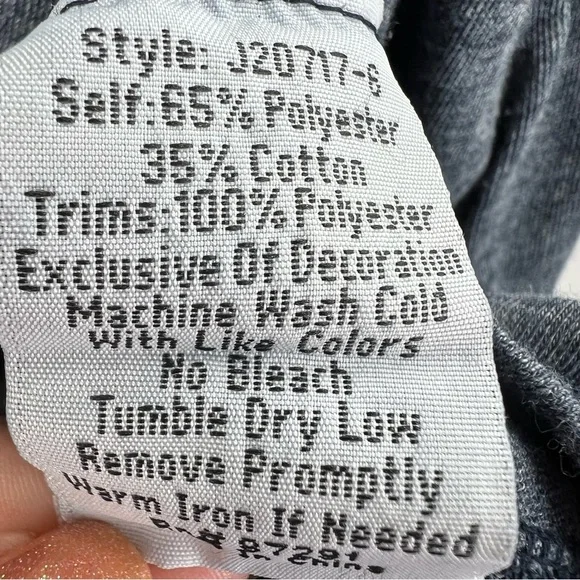 Style: J20717-6
Self:65% Polyester
35% Cotton
Trims:100% Polyester
Exclusive Of Decoration
Machine Wash Cold
With Like Colors
No Bleach
Tumble Dry Low
Remove Promptly
Warm Iron If Needed